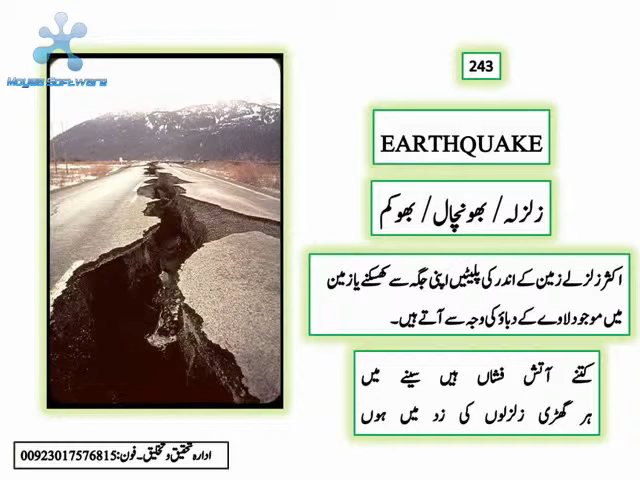 Moyes Software
243
EARTHQUAKE
زلزلہ / بھونچال / بھوکم
اکثر زلزلے زمین کے اندر کی پلیٹیں اپنی جگہ سے کھسکنے یا زمین
میں موجود لاوے کے دباؤ کی وجہ سے آتے ہیں۔
کتنے آتش فشاں ہیں سینے میں
ہر گھڑی زلزلوں کی زد میں ہوں
ادارہ تحقیق و تخلیق۔ فون:00923017576815